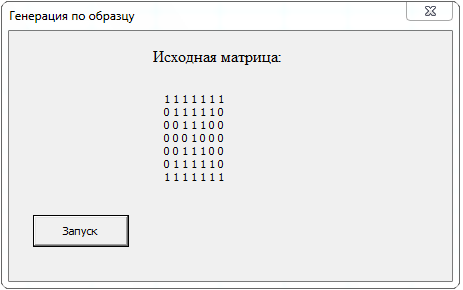 Генерация по образцу
Исходная матрица:
1 1 1 1 1 1 1
0 1 1 1 1 1 0
0 0 1 1 1 0 0
0 0 0 1 0 0 0
0 0 1 1 1 0 0
0 1 1 1 1 1 0
1 1 1 1 1 1 1
Запуск